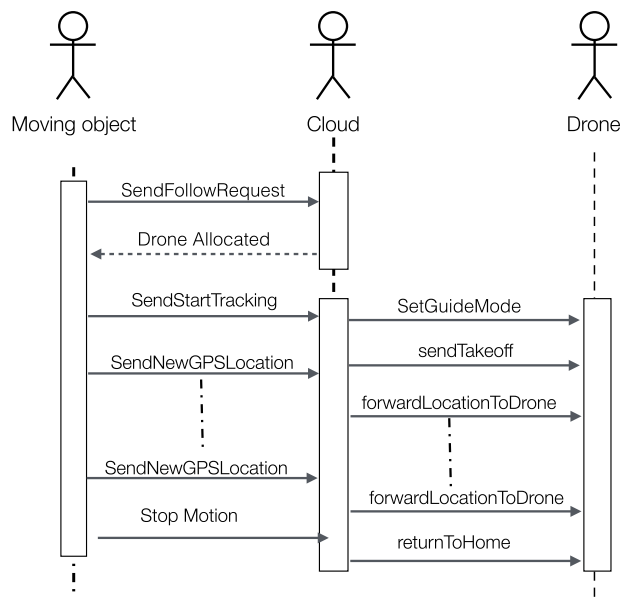 Moving object
Cloud
Drone
SendFollowRequest
Drone Allocated
SendStartTracking
SetGuideMode
sendTakeoff
SendNewGPSLocation
forwardLocationToDrone
SendNewGPSLocation
forwardLocationToDrone
Stop Motion
returnToHome